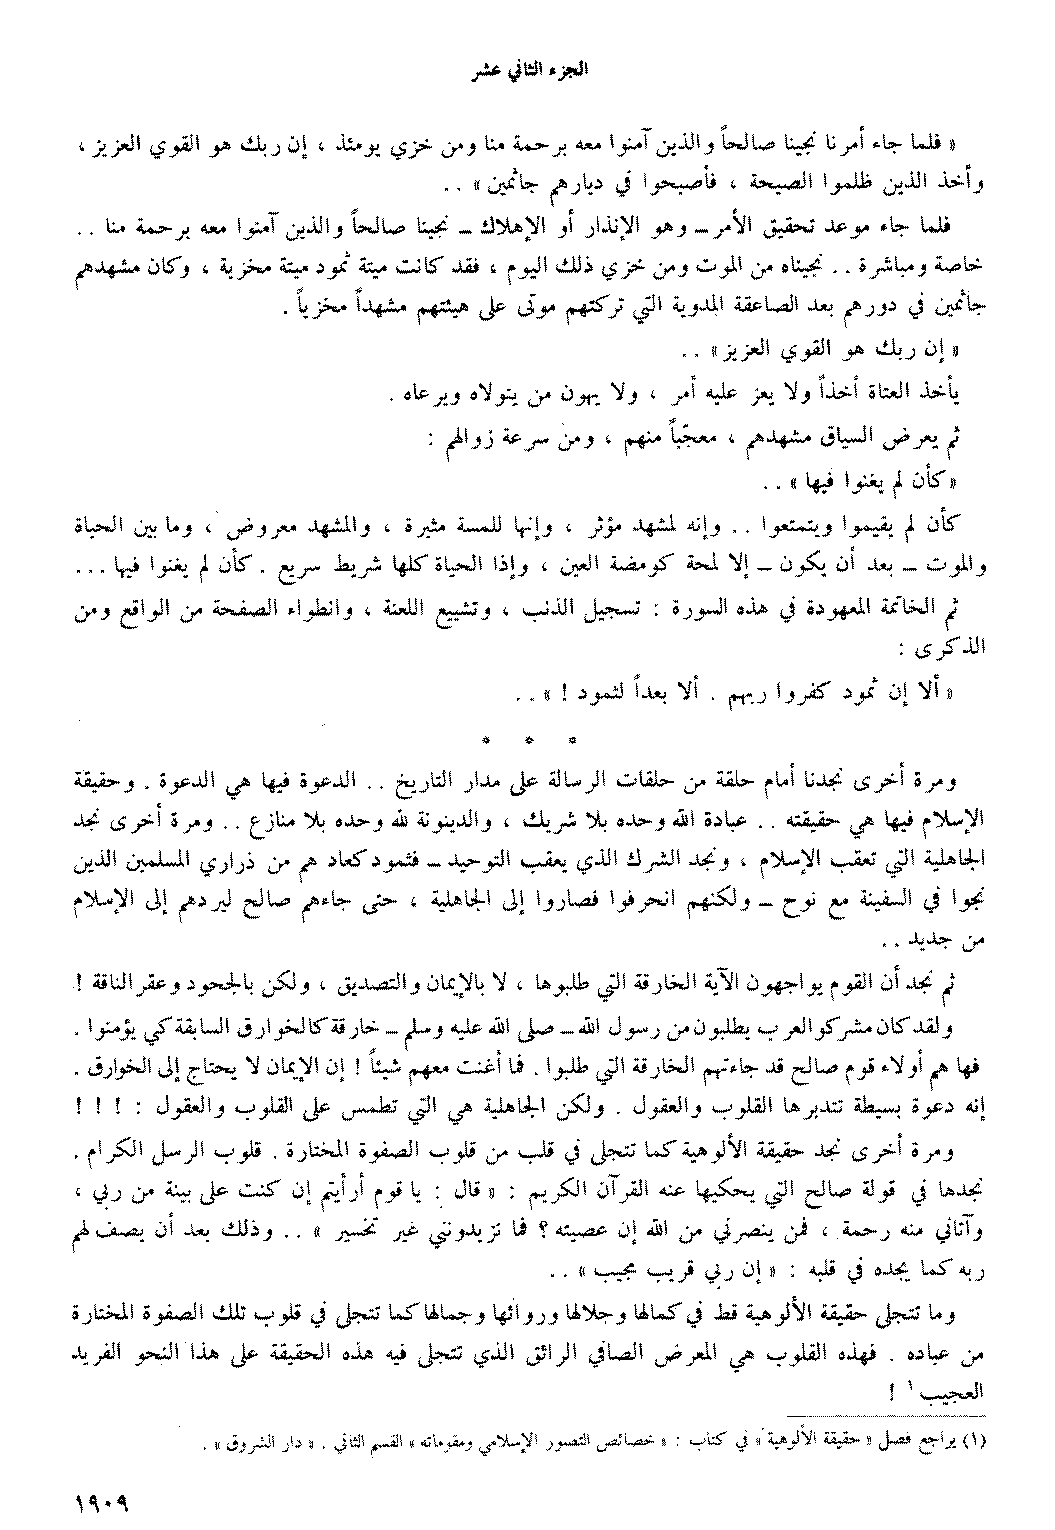 الجزء الثاني عشر
« فلما جاء أمرنا نجينا صالحاً والذين آمنوا معه برحمة منا ومن خزي يومئذ ، إن ربك هو القوي العزيز ،
وأخذ الذين ظلموا الصيحة ، فأصبحوا في ديارهم جاثمين » . .
فلما جاء موعد تحقيق الأمر – وهو الإنذار أو الإهلاك – نجينا صالحاً والذين آمنوا معه برحمة منا . .
خاصة ومباشرة . . نجيناه من الموت ومن خزي ذلك اليوم ، فقد كانت ميتة ثمود ميتة مخزية ، وكان مشهدهم
جاثمين في دورهم بعد الصاعقة المدوية التي تركتهم موتى على هيئتهم مشهداً مخزياً .
« إن ربك هو القوي العزيز » . .
يأخذ العتاة أخذاً ولا يعز عليه أمر ، ولا يهون من يتولاه ويرعاه .
ثم يعرض السياق مشهدهم ، معجّباً منهم ، ومن سرعة زوالهم :
« كأن لم يغنوا فيها » . .
كأن لم يقيموا ويتمتعوا . . وإنه لمشهد مؤثر ، وإنها للمسة مثيرة ، والمشهد معروض ، وما بين الحياة
والموت – بعد أن يكون – إلا لمحة كومضة العين ، وإذا الحياة كلها شريط سريع . كأن لم يغنوا فيها . . .
ثم الخاتمة المعهودة في هذه السورة : تسجيل الذنب ، وتشييع اللعنة ، وانطواء الصفحة من الواقع ومن
الذكرى :
« ألا إن ثمود كفروا ربهم . ألا بعداً لثمود ! » . .
* * *
ومرة أخرى نجدنا أمام حلقة من حلقات الرسالة على مدار التاريخ . . الدعوة فيها هي الدعوة . وحقيقة
الإسلام فيها هي حقيقته . . عبادة الله وحده بلا شريك ، والدينونة لله وحده بلا منازع . . ومرة أخرى نجد
الجاهلية التي تعقب الإسلام ، ونجد الشرك الذي يعقب التوحيد – فثمود كعاد هم من ذراري المسلمين الذين
نجوا في السفينة مع نوح – ولكنهم انحرفوا فصاروا إلى الجاهلية ، حتى جاءهم صالح ليردهم إلى الإسلام
من جديد . .
ثم نجد أن القوم يواجهون الآية الخارقة التي طلبوها ، لا بالإيمان والتصديق ، ولكن بالجحود وعقر الناقة !
ولقد كان مشركو العرب يطلبون من رسول الله – صلى الله عليه وسلم – خارقة كالخوارق السابقة كي يؤمنوا .
فها هم أولاء قوم صالح قد جاءتهم الخارقة التي طلبوا . فما أغنت معهم شيئاً ! إن الإيمان لا يحتاج إلى الخوارق .
إنه دعوة بسيطة تتدبرها القلوب والعقول . ولكن الجاهلية هي التي تطمس على القلوب والعقول : ! ! !
ومرة أخرى نجد حقيقة الألوهية كما تتجلى في قلب من قلوب الصفوة المختارة . قلوب الرسل الكرام .
نجدها في قولة صالح التي يحكيها عنه القرآن الكريم : « قال : يا قوم أرأيتم إن كنت على بينة من ربي ،
وآتاني منه رحمة ، فمن ينصرني من الله إن عصيته ؟ فما تزيدونني غير تخسير » . . وذلك بعد أن يصف لهم
ربه كما يجده في قلبه : « إن ربي قريب مجيب » . .
وما تتجلى حقيقة الألوهية قط في كمالها وجلالها وروائها وجمالها كما تتجلى في قلوب تلك الصفوة المختارة
من عباده . فهذه القلوب هي المعرض الصافي الرائق الذي تتجلى فيه هذه الحقيقة على هذا النحو الفريد
العجيب ١ !
(١) يراجع فصل « حقيقة الألوهية » في كتاب : « خصائص التصور الإسلامي ومقوماته » القسم الثاني . « دار الشروق » .
١٩٠٩